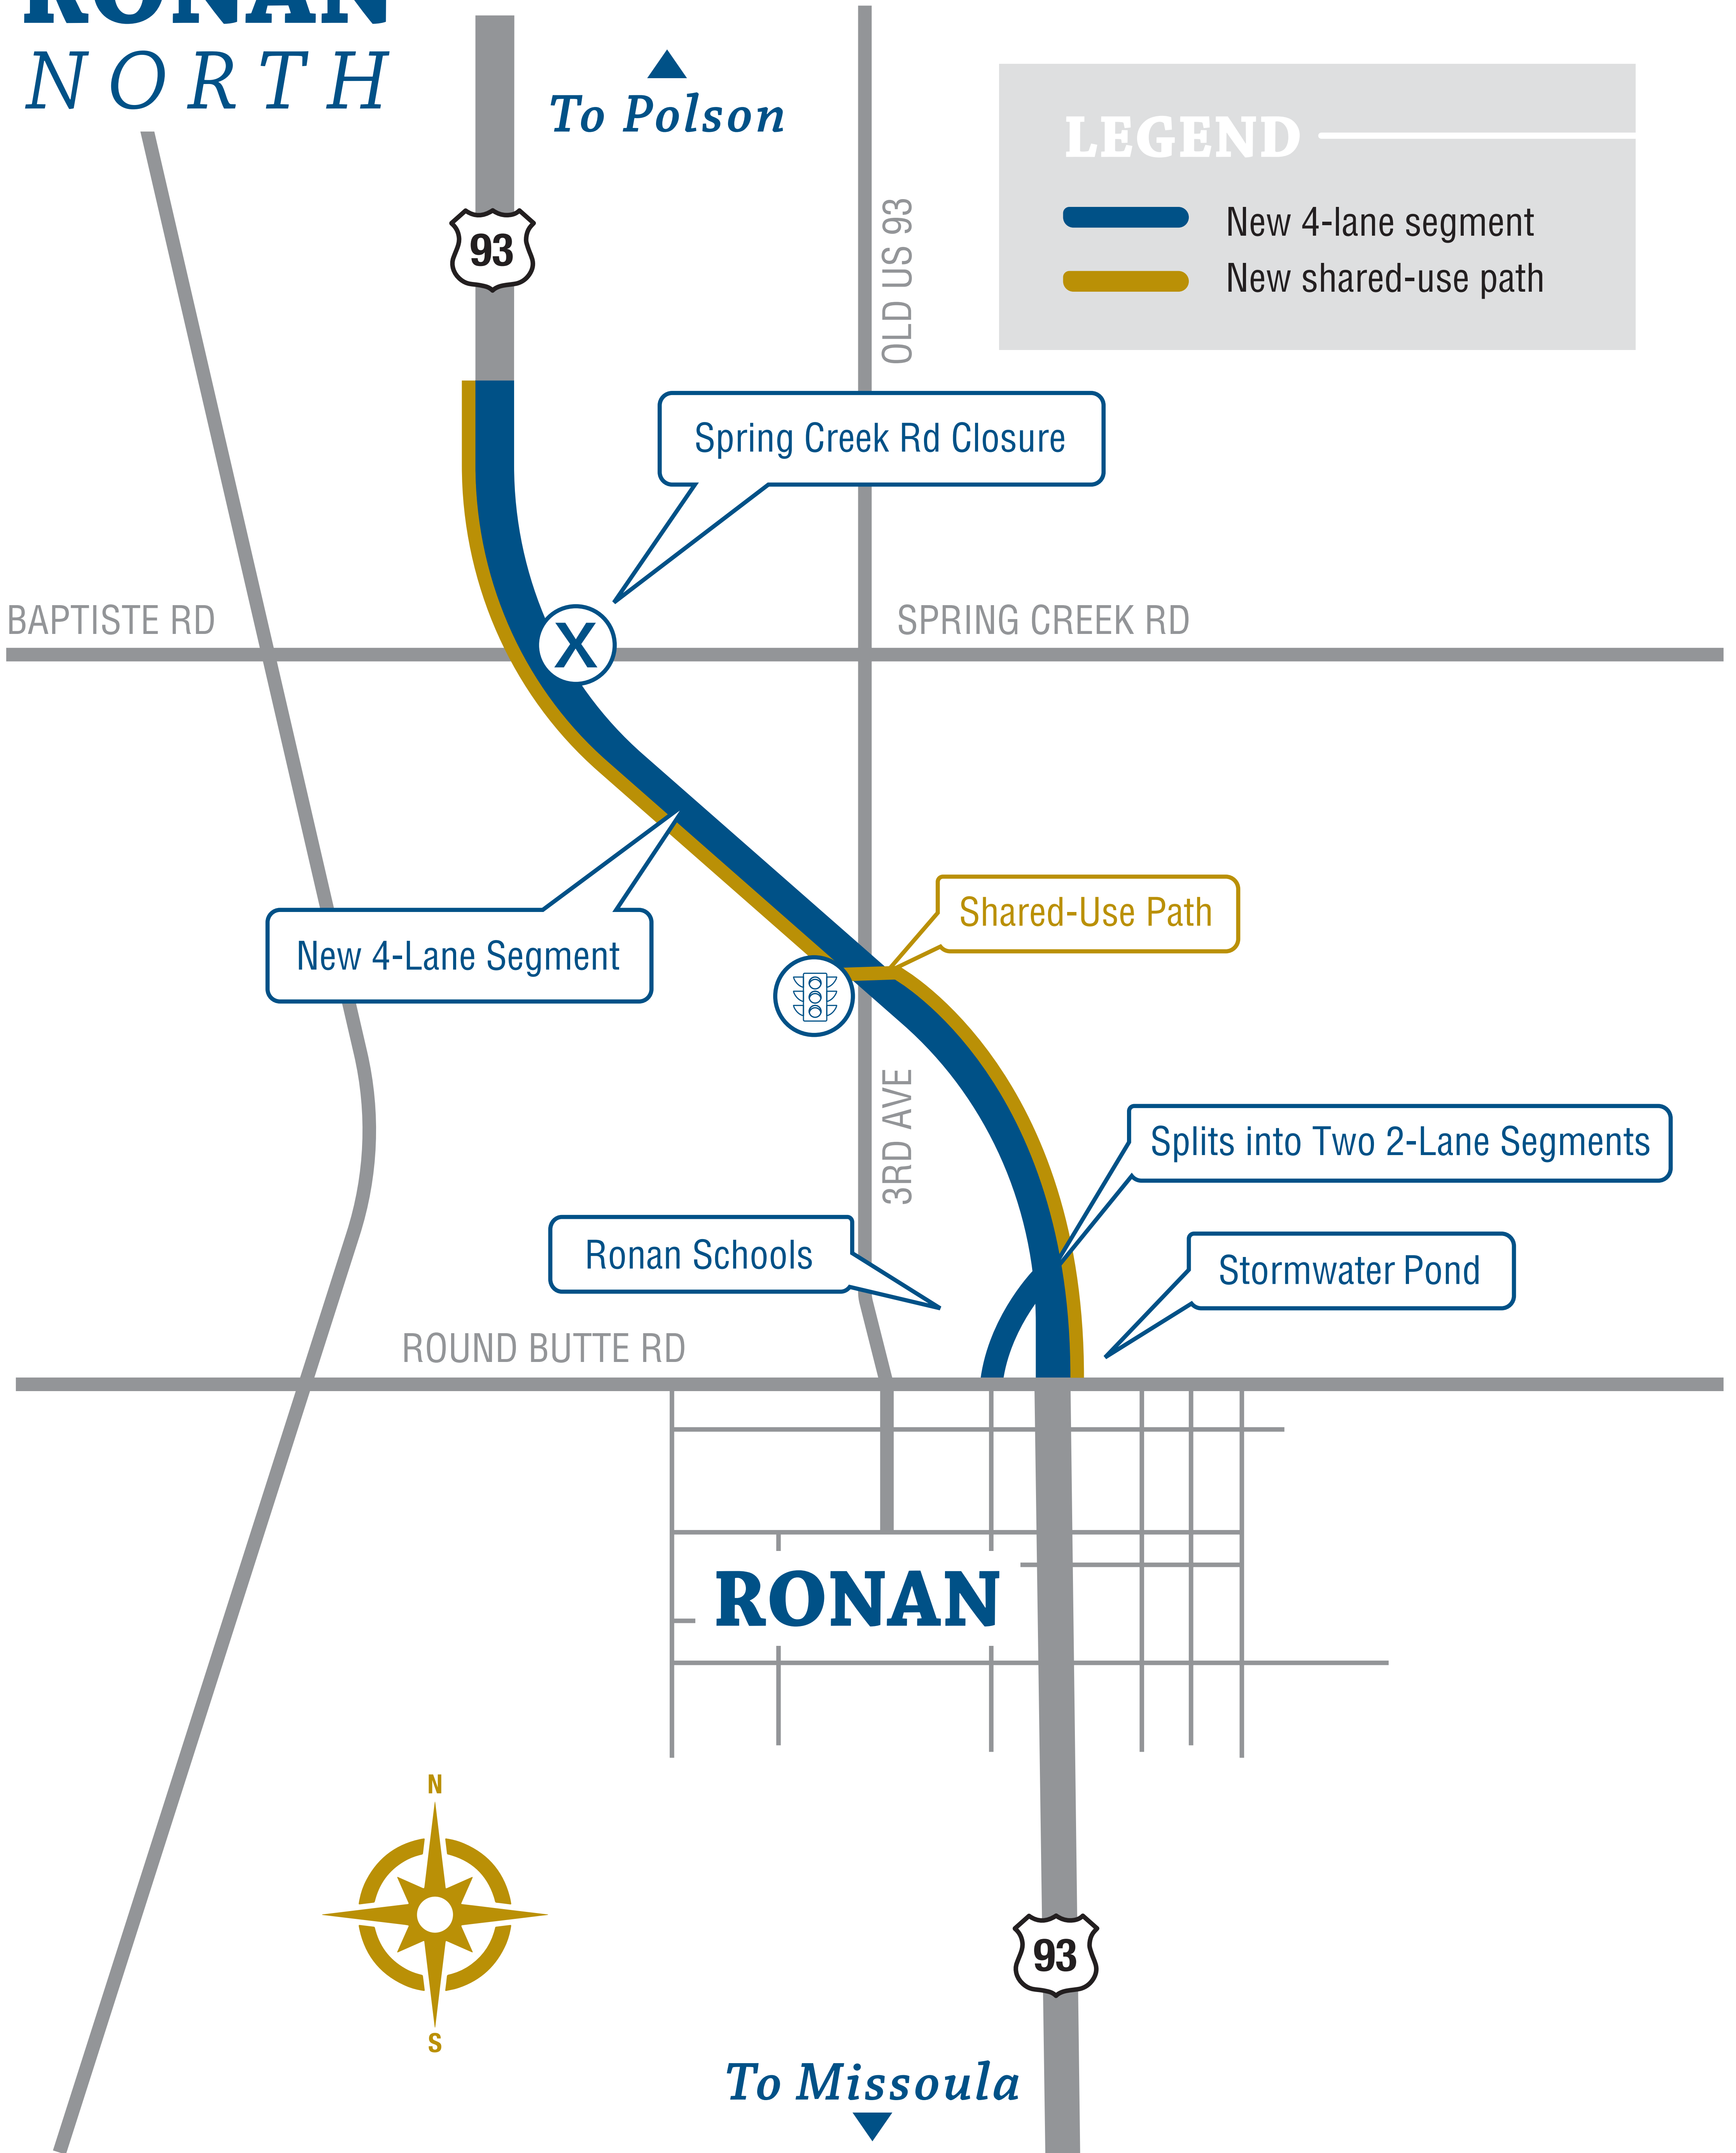 RONAN
NORTH
To Polson
LEGEND
New 4-lane segment
New shared-use path
93
OLD US 93
Spring Creek Rd Closure
BAPTISTE RD
SPRING CREEK RD
X
Shared-Use Path
New 4-Lane Segment
3RD AVE
Splits into Two 2-Lane Segments
Ronan Schools
Stormwater Pond
ROUND BUTTE RD
RONAN
N
S
93
To Missoula